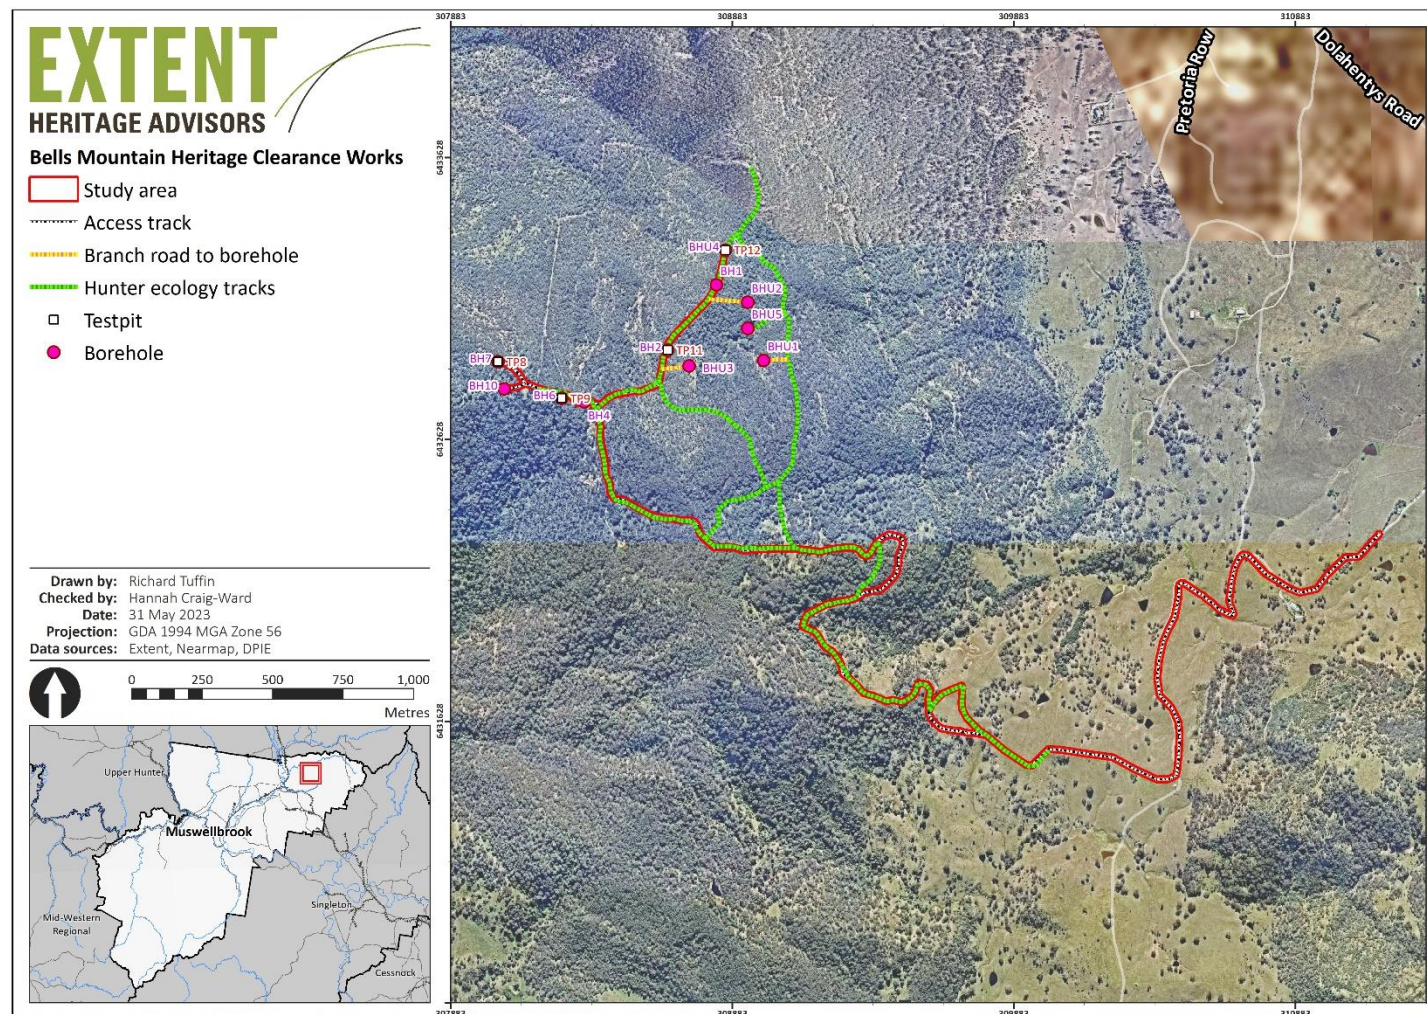 EXTENT
HERITAGE ADVISORS
Bells Mountain Heritage Clearance Works
Study area
Access track
Branch road to borehole
Hunter ecology tracks
Testpit
Borehole
Drawn by: Richard Tuffin
Checked by: Hannah Craig-Ward
Date: 31 May 2023
Projection: GDA 1994 MGA Zone 56
Data sources: Extent, Nearmap, DPIE
0 250 500 750 1,000
Metres
Upper Hunter
Muswellbrook
Mid-Western
Regional
Singleton
Cessnock
307883 308883 309883 310883
Pretoria Row
Dolahentys Road
6433628
BHU4 TP12
BH1
BHU2
BHU5
BH2 TP11
BHU1
BH7 TP8
BHU3
BH10
BH6 TP9
BH4
6432628
6431628
307883 308883 309883 310883